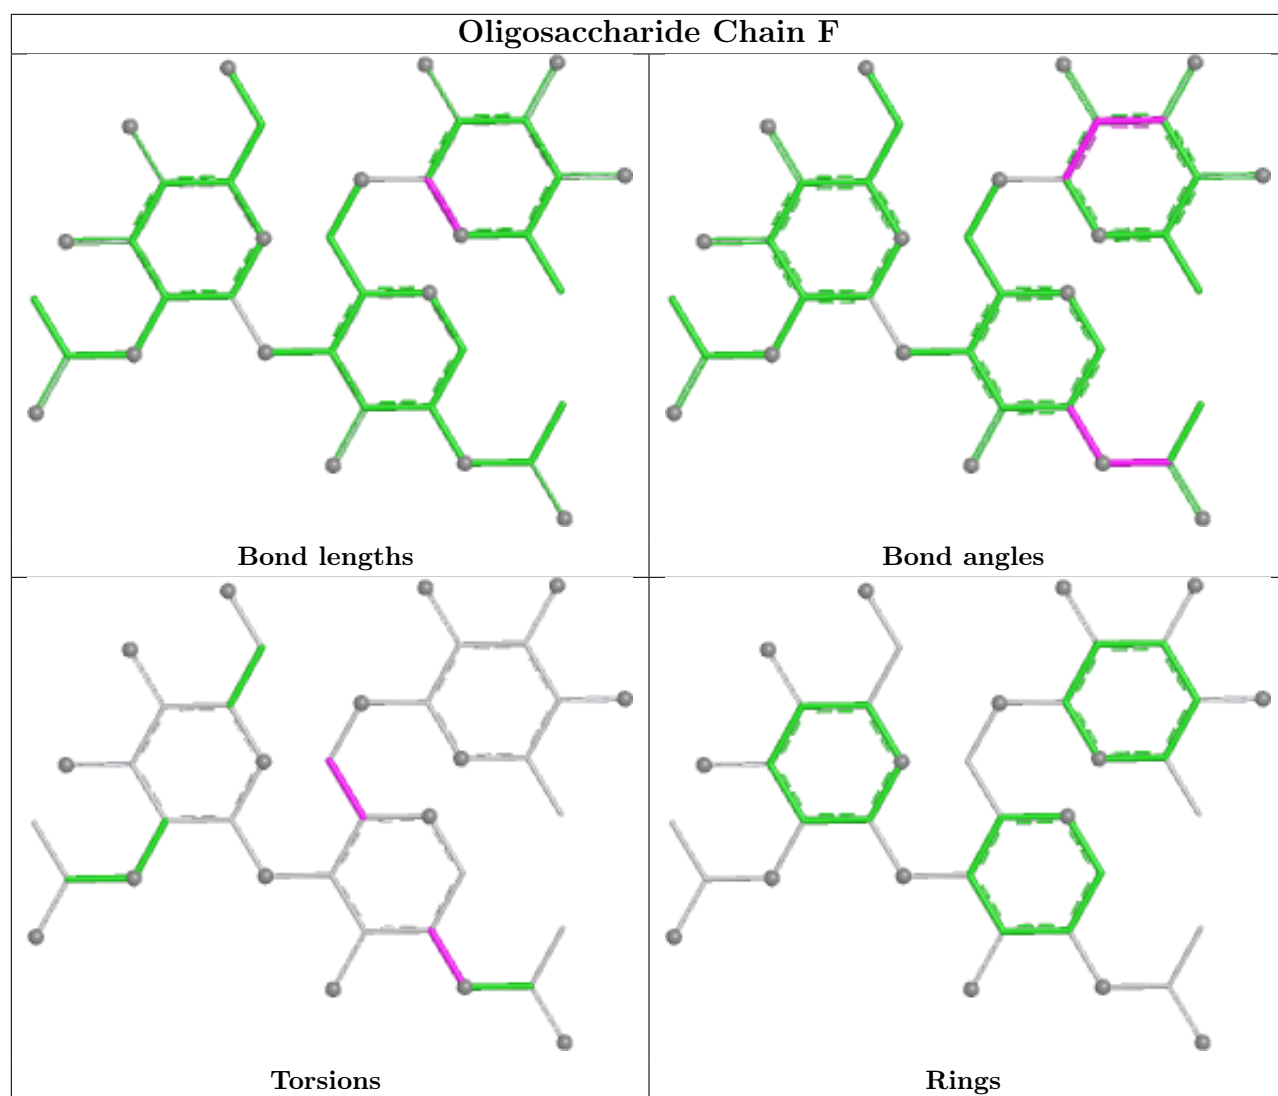 Oligosaccharide Chain F
Bond lengths
Bond angles
Torsions
Rings